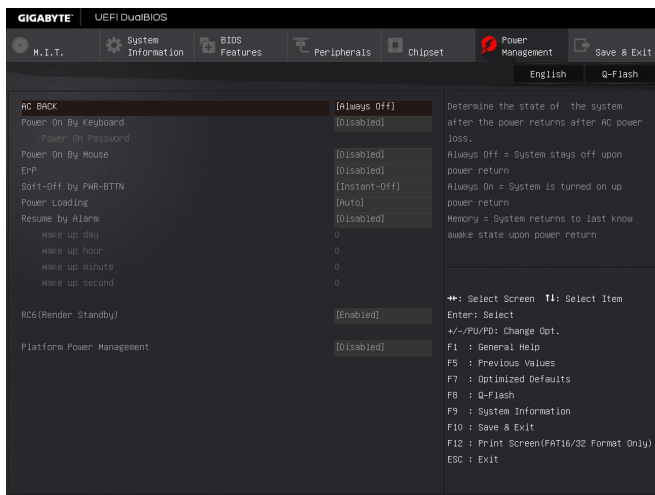 GIGABYTE™ UEFI DualBIOS
M.I.T.
System Information
BIOS Features
Peripherals
Chipset
Power Management
Save & Exit
English Q-Flash
AC BACK [Always Off]
Power On By Keyboard [Disabled]
Power On Password
Power On By Mouse [Disabled]
ErP [Disabled]
Soft-Off by PWR-BTTN [Instant-Off]
Power Loading [Auto]
Resume by Alarm [Disabled]
Wake up day 0
Wake up hour 0
Wake up minute 0
Wake up second 0
RC6(Render Standby) [Enabled]
Platform Power Management [Disabled]
Determine the state of the system
after the power returns after AC power
loss.
Always Off = System stays off upon
power return
Always On = System is turned on up
power return
Memory = System returns to last know
awake state upon power return
→←: Select Screen ↑↓: Select Item
Enter: Select
+/-/PU/PD: Change Opt.
F1 : General Help
F5 : Previous Values
F7 : Optimized Defaults
F8 : Q-Flash
F9 : System Information
F10 : Save & Exit
F12 : Print Screen(FAT16/32 Format Only)
ESC : Exit